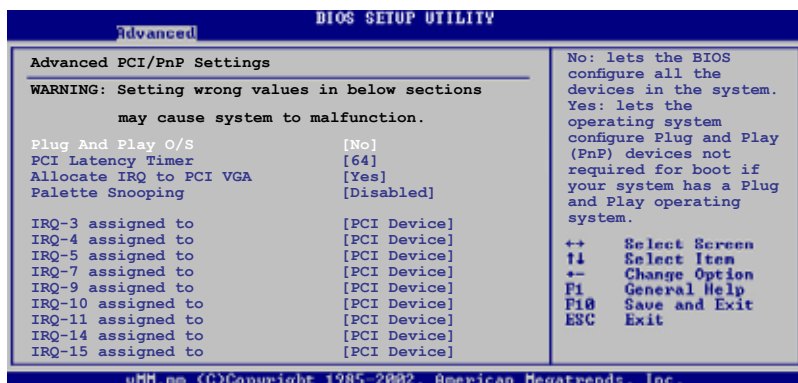 BIOS SETUP UTILITY
Advanced
Advanced PCI/PnP Settings
WARNING: Setting wrong values in below sections
may cause system to malfunction.
Plug And Play O/S [No]
PCI Latency Timer [64]
Allocate IRQ to PCI VGA [Yes]
Palette Snooping [Disabled]
IRQ-3 assigned to [PCI Device]
IRQ-4 assigned to [PCI Device]
IRQ-5 assigned to [PCI Device]
IRQ-7 assigned to [PCI Device]
IRQ-9 assigned to [PCI Device]
IRQ-10 assigned to [PCI Device]
IRQ-11 assigned to [PCI Device]
IRQ-14 assigned to [PCI Device]
IRQ-15 assigned to [PCI Device]
No: lets the BIOS
configure all the
devices in the system.
Yes: lets the
operating system
configure Plug and Play
(PnP) devices not
required for boot if
your system has a Plug
and Play operating
system.
↔ Select Screen
↑↓ Select Item
+- Change Option
F1 General Help
F10 Save and Exit
ESC Exit
(C)Copyright 1985-2002, American Megatrends, Inc.